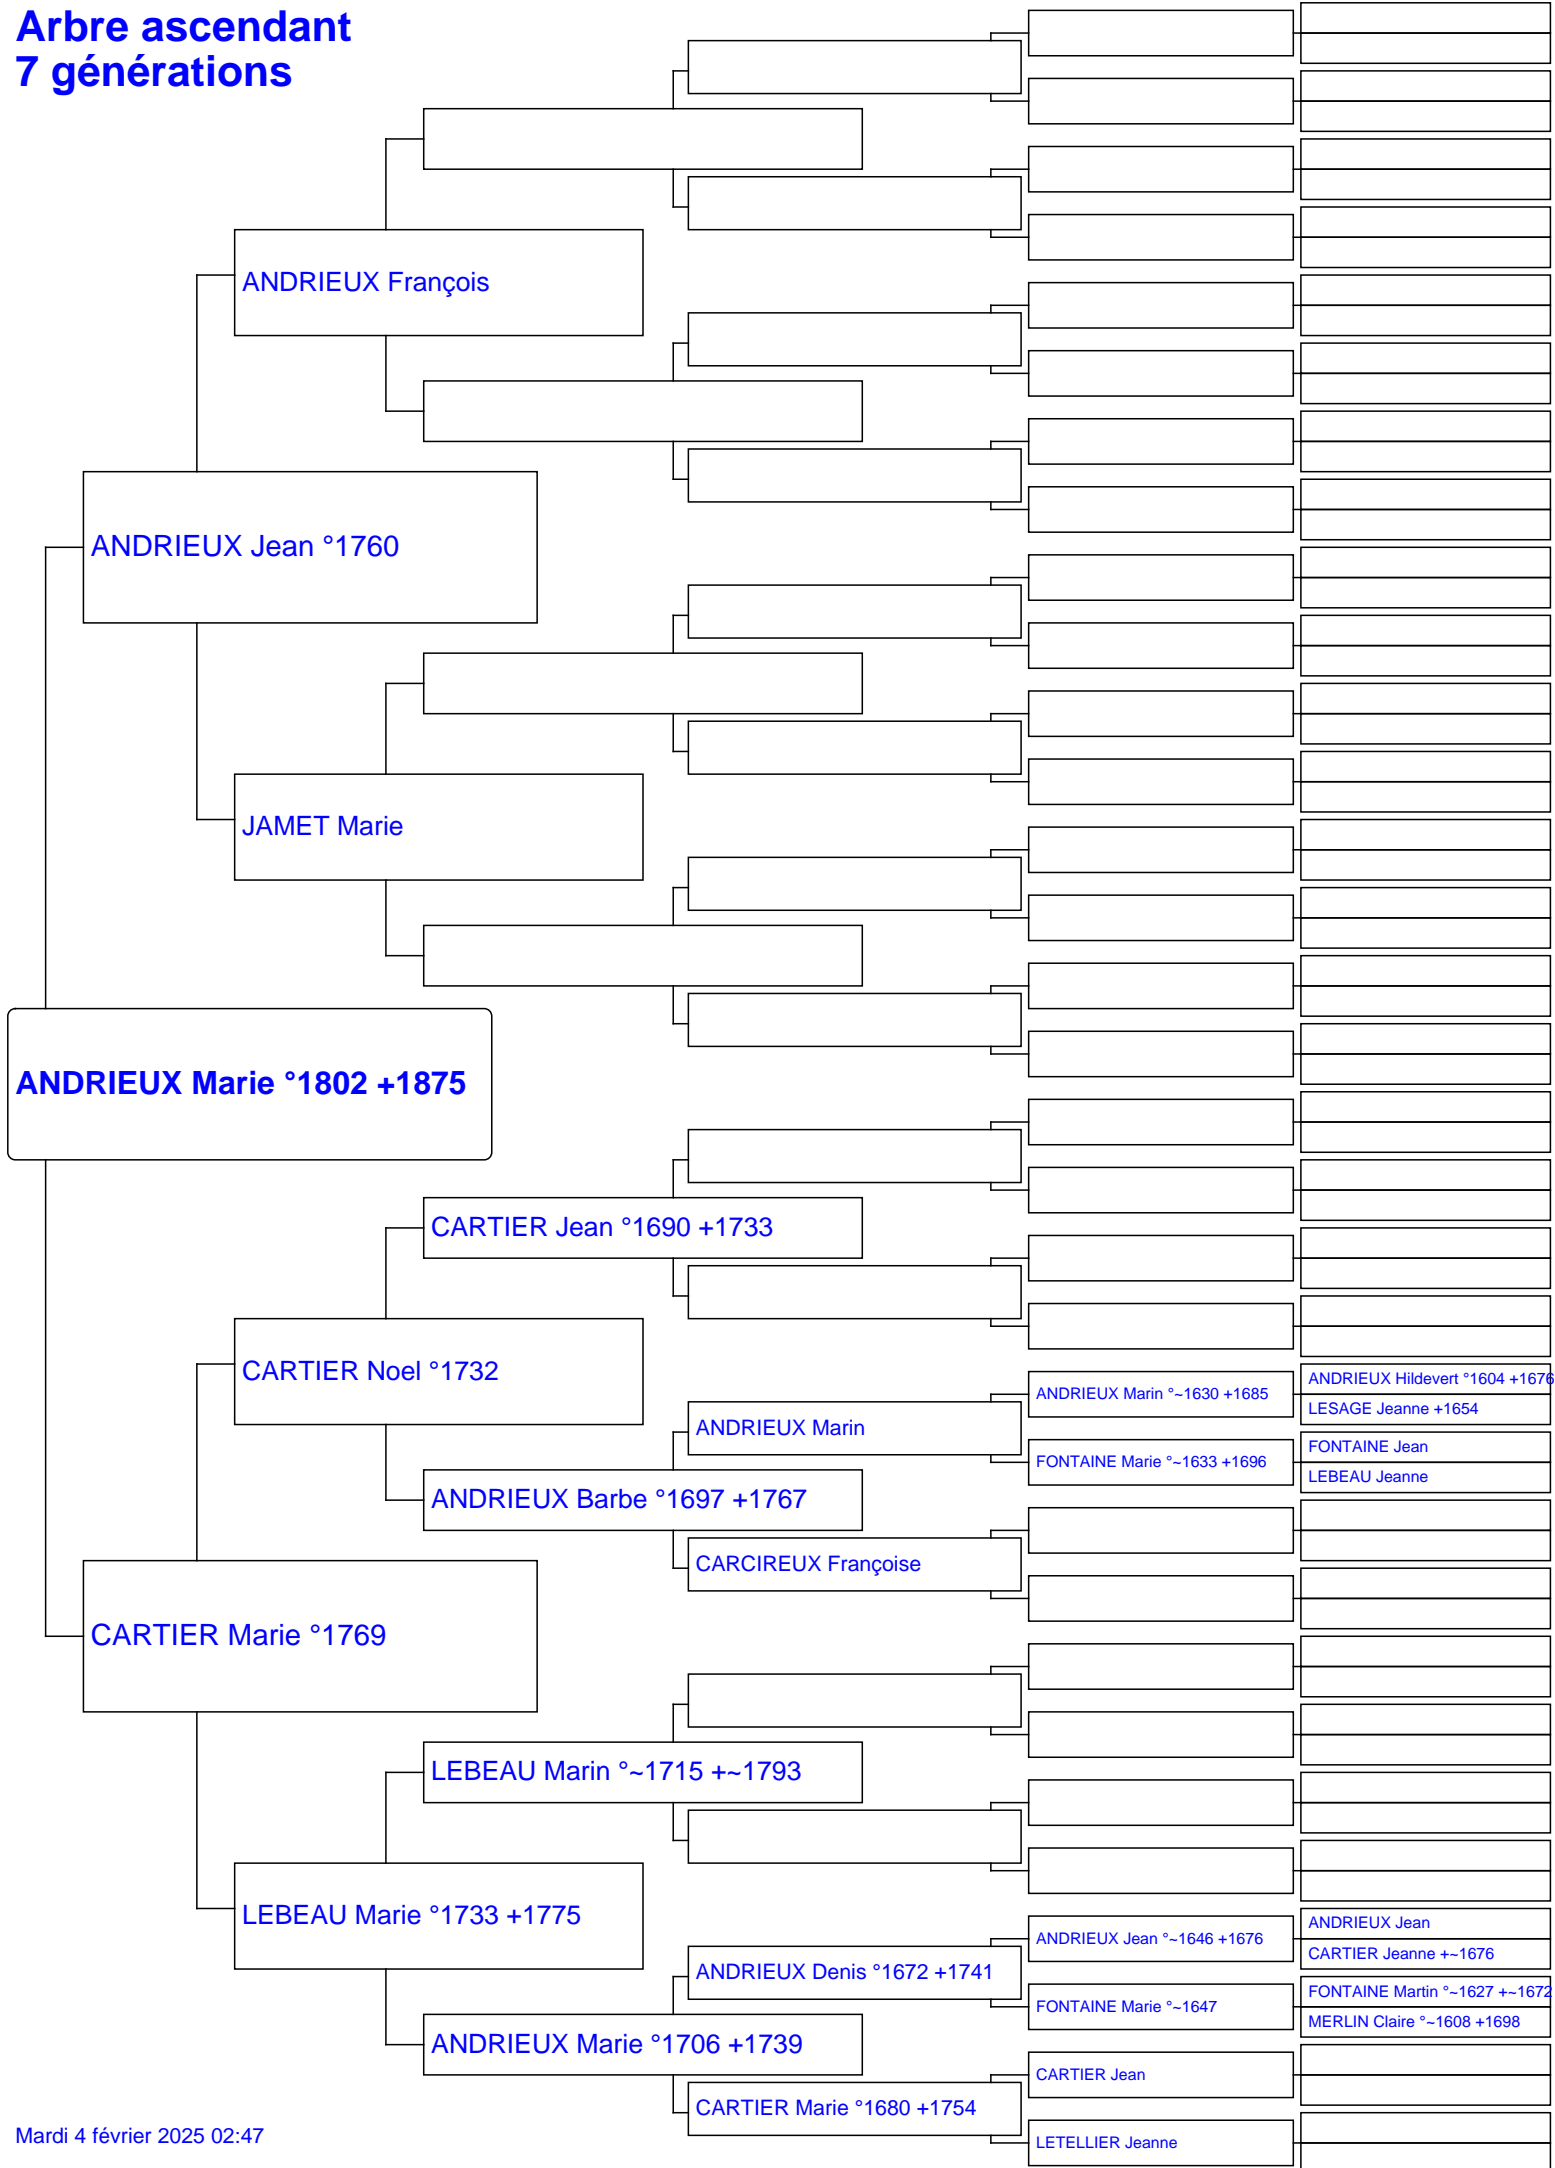 Arbre ascendant
7 générations
ANDRIEUX François
ANDRIEUX Jean °1760
JAMET Marie
ANDRIEUX Marie °1802 +1875
CARTIER Jean °1690 +1733
CARTIER Noel °1732
ANDRIEUX Hildevert °1604 +1676
ANDRIEUX Marin °~1630 +1685
LESAGE Jeanne +1654
ANDRIEUX Marin
FONTAINE Jean
FONTAINE Marie °~1633 +1696
LEBEAU Jeanne
ANDRIEUX Barbe °1697 +1767
CARCIREUX Françoise
CARTIER Marie °1769
LEBEAU Marin °~1715 +~1793
LEBEAU Marie °1733 +1775
ANDRIEUX Jean
ANDRIEUX Jean °~1646 +1676
CARTIER Jeanne +~1676
ANDRIEUX Denis °1672 +1741
FONTAINE Martin °~1627 +~1672
FONTAINE Marie °~1647
MERLIN Claire °~1608 +1698
ANDRIEUX Marie °1706 +1739
CARTIER Jean
CARTIER Marie °1680 +1754
LETELLIER Jeanne
Mardi 4 février 2025 02:47